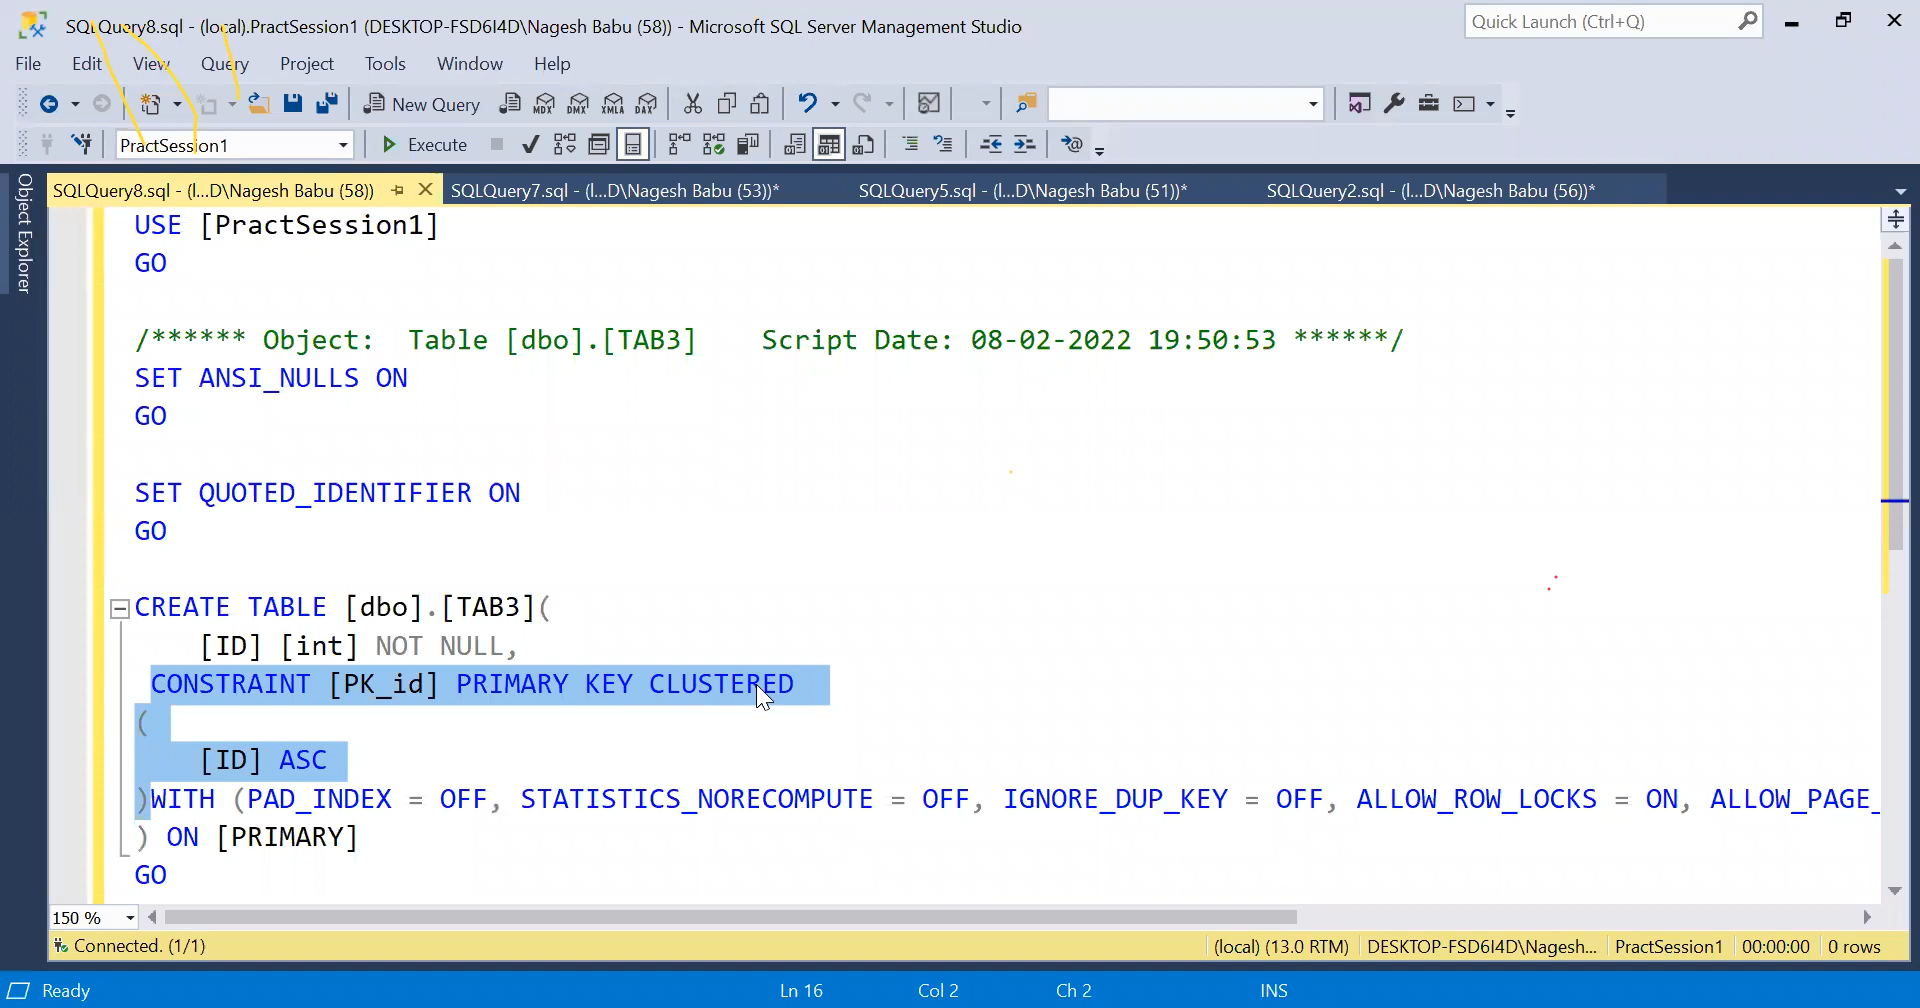 SQLQuery8.sql - (local).PractSession1 (DESKTOP-FSD6I4D\Nagesh Babu (58)) - Microsoft SQL Server Management Studio
Quick Launch (Ctrl+Q)
File Edit View Query Project Tools Window Help
New Query MDX DMX XMLA DAX
PractSession1 Execute
Object Explorer
SQLQuery8.sql - (l...D\Nagesh Babu (58)) SQLQuery7.sql - (l...D\Nagesh Babu (53))* SQLQuery5.sql - (l...D\Nagesh Babu (51))* SQLQuery2.sql - (l...D\Nagesh Babu (56))*
USE [PractSession1]
GO
/****** Object:  Table [dbo].[TAB3]    Script Date: 08-02-2022 19:50:53 ******/
SET ANSI_NULLS ON
GO
SET QUOTED_IDENTIFIER ON
GO
CREATE TABLE [dbo].[TAB3](
[ID] [int] NOT NULL,
CONSTRAINT [PK_id] PRIMARY KEY CLUSTERED
(
[ID] ASC
)WITH (PAD_INDEX = OFF, STATISTICS_NORECOMPUTE = OFF, IGNORE_DUP_KEY = OFF, ALLOW_ROW_LOCKS = ON, ALLOW_PAGE_
) ON [PRIMARY]
GO
150 %
Connected. (1/1) (local) (13.0 RTM) DESKTOP-FSD6I4D\Nagesh... PractSession1 00:00:00 0 rows
Ready Ln 16 Col 2 Ch 2 INS